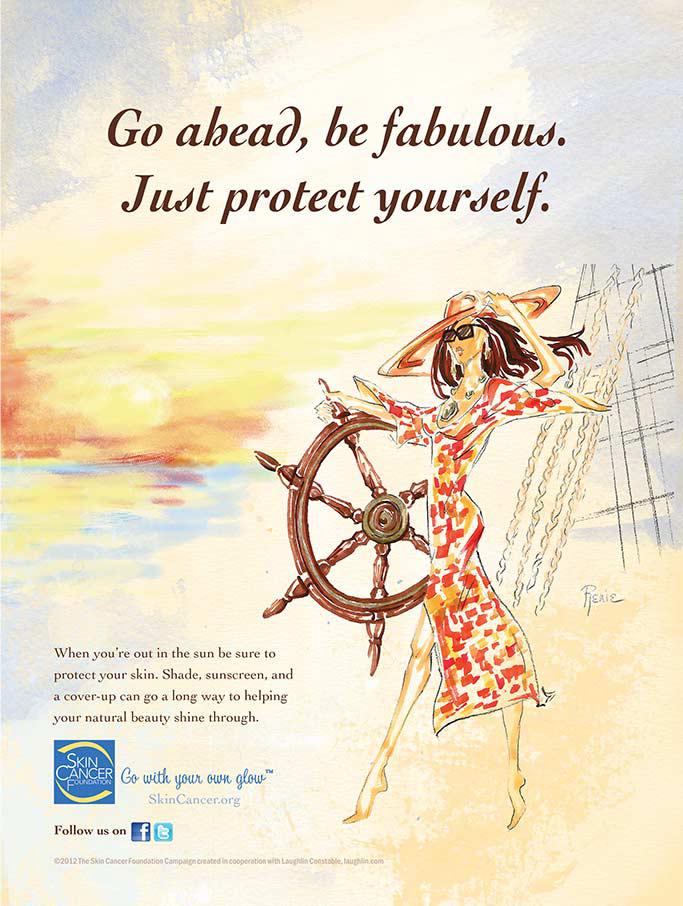 Go ahead, be fabulous.
Just protect yourself.
Renie
When you're out in the sun be sure to
protect your skin. Shade, sunscreen, and
a cover-up can go a long way to helping
your natural beauty shine through.
SKIN
CANCER
FOUNDATION
Go with your own glow™
SkinCancer.org
Follow us on
©2012 The Skin Cancer Foundation Campaign created in cooperation with Laughlin Constable, laughlin.com